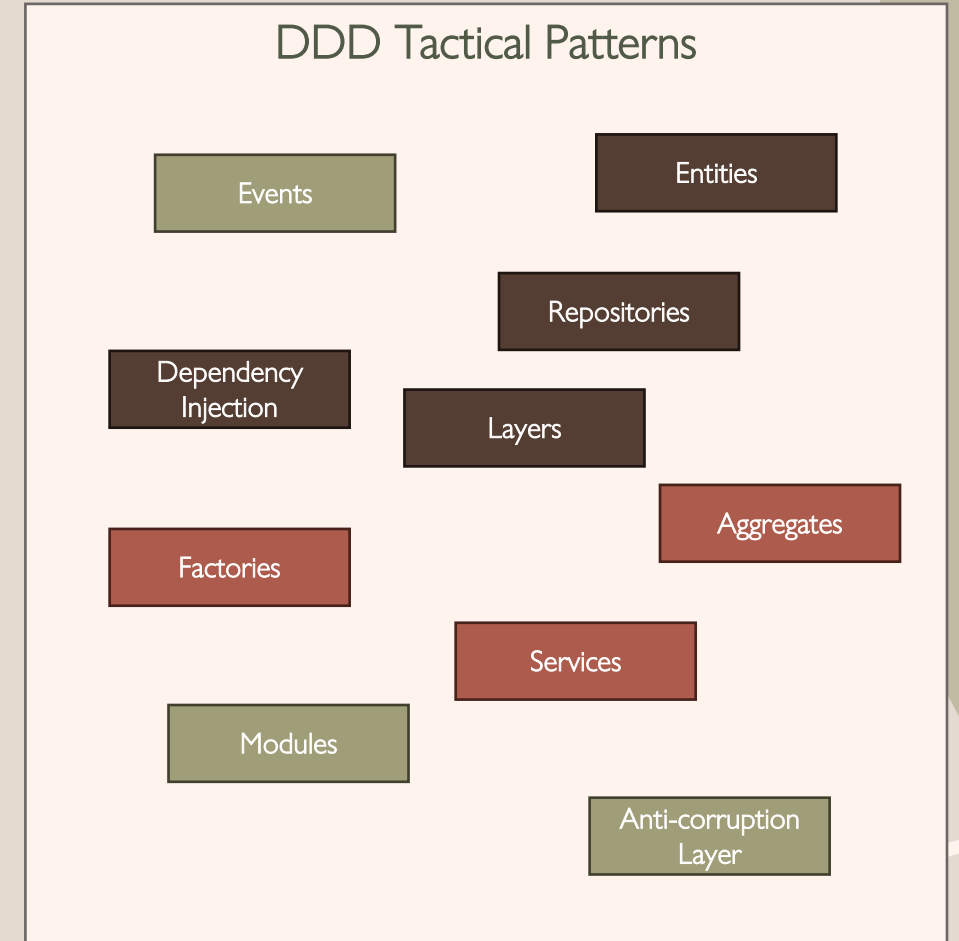 DDD Tactical Patterns
Events
Entities
Repositories
Dependency
Injection
Layers
Aggregates
Factories
Services
Modules
Anti-corruption
Layer